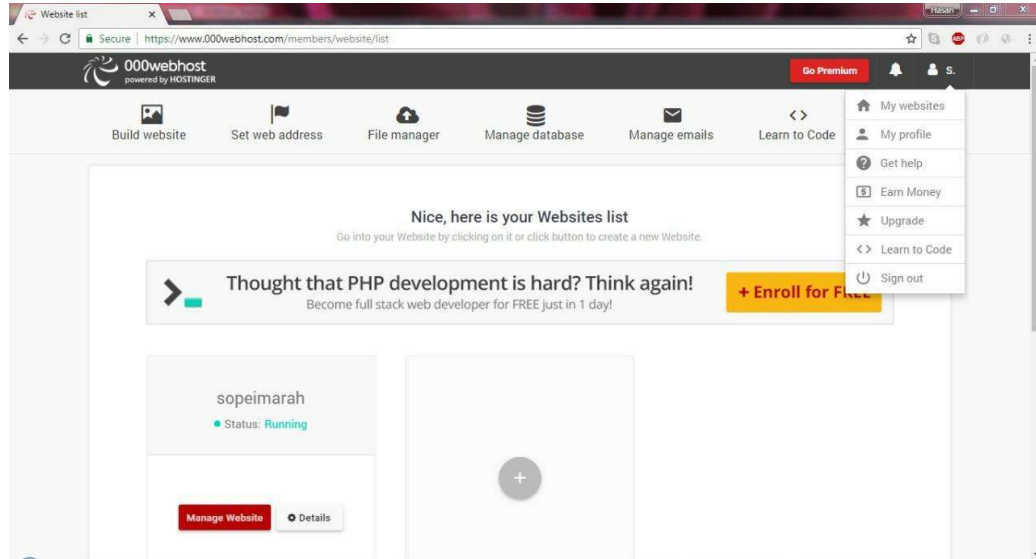 Website list
Hasan
Secure | https://www.000webhost.com/members/website/list
ABP
000webhost
powered by HOSTINGER
Go Premium
S.
Build website
Set web address
File manager
Manage database
Manage emails
Learn to Code
My websites
My profile
Get help
Earn Money
Upgrade
Learn to Code
Sign out
Nice, here is your Websites list
Go into your Website by clicking on it or click button to create a new Website.
Thought that PHP development is hard? Think again!
Become full stack web developer for FREE just in 1 day!
+ Enroll for FREE
sopeimarah
Status: Running
Manage Website
Details